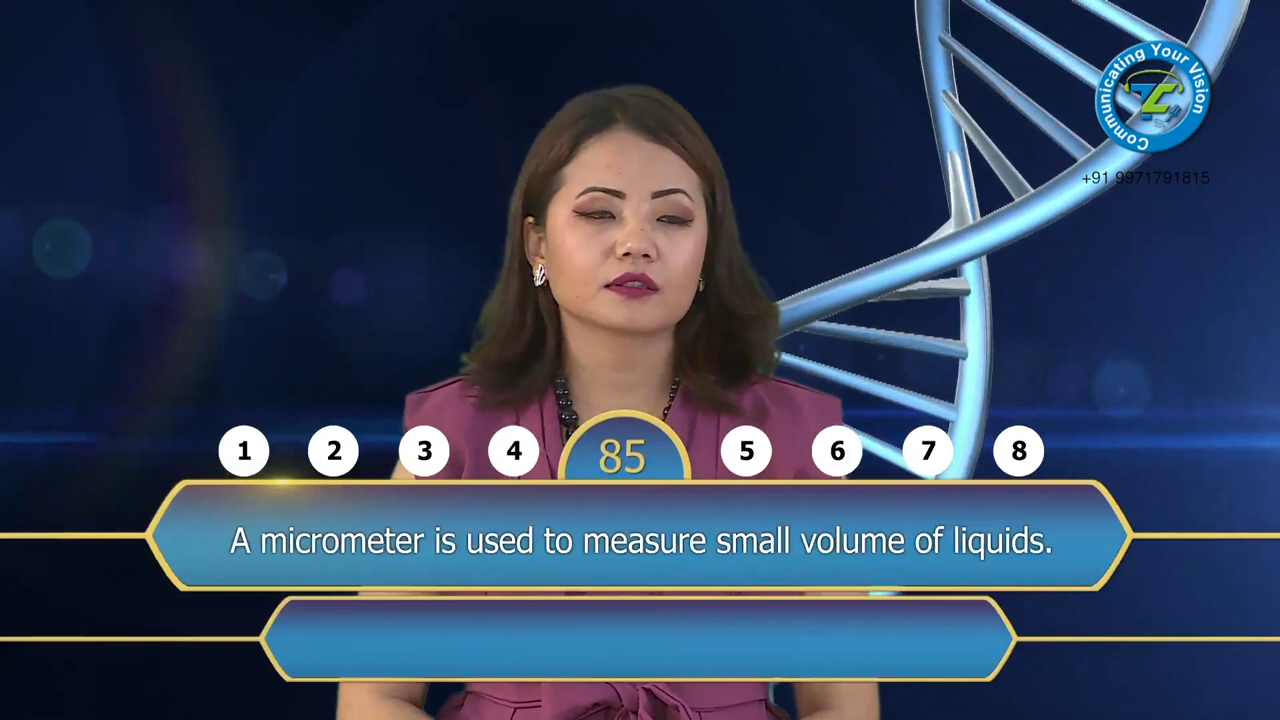 Communicating Your Vision
+91 9971791815
1 2 3 4 85 5 6 7 8
A micrometer is used to measure small volume of liquids.